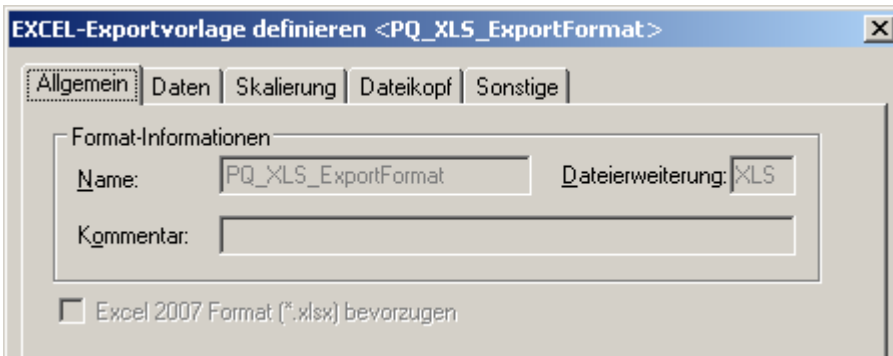 EXCEL-Exportvorlage definieren <PQ_XLS_ExportFormat>
Allgemein Daten Skalierung Dateikopf Sonstige
Format-Informationen
Name: PQ_XLS_ExportFormat Dateierweiterung: XLS
Kommentar:
Excel 2007 Format (*.xlsx) bevorzugen